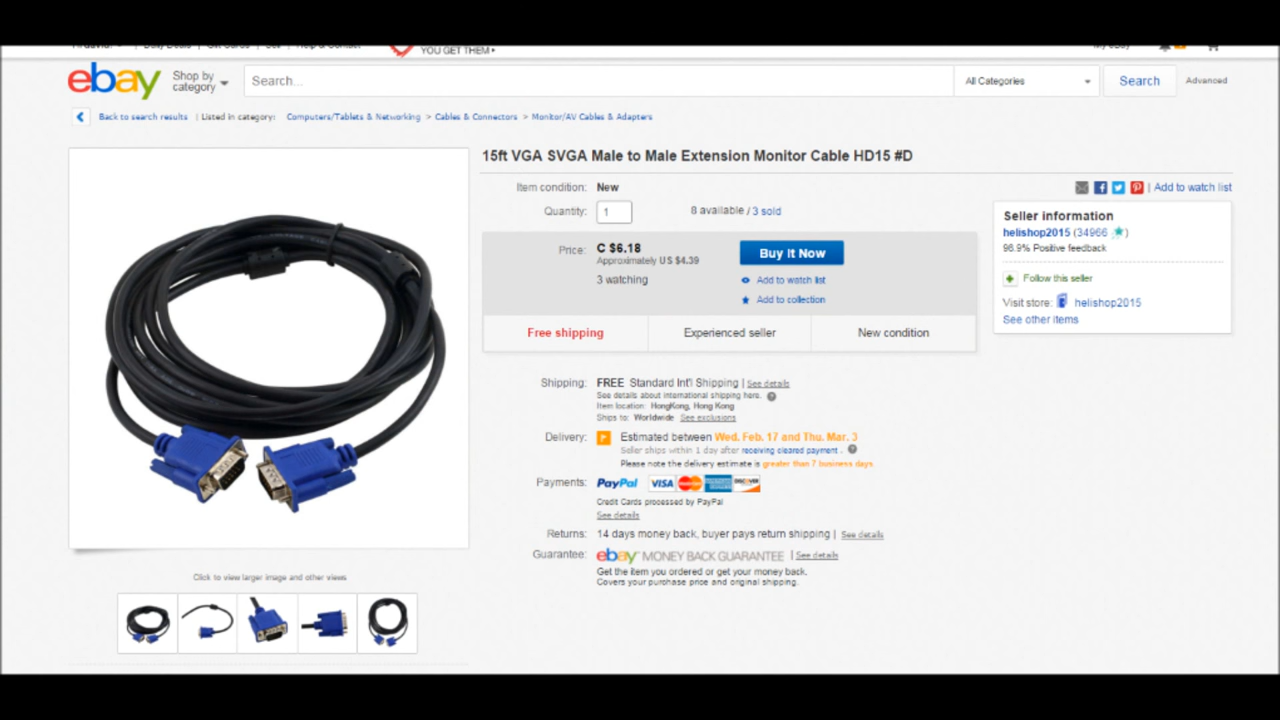 YOU GET THEM
ebay
Shop by category
Search...
All Categories
Search
Advanced
Back to search results | Listed in category: Computers/Tablets & Networking > Cables & Connectors > Monitor/AV Cables & Adapters
15ft VGA SVGA Male to Male Extension Monitor Cable HD15 #D
Item condition: New
Quantity: 1 8 available / 3 sold
Price: C $6.18
Approximately US $4.39
3 watching
Buy It Now
Add to watch list
Add to collection
Free shipping
Experienced seller
New condition
Shipping: FREE Standard Int'l Shipping | See details
See details about international shipping here.
Item location: HongKong, Hong Kong
Ships to: Worldwide See exclusions
Delivery: Estimated between Wed. Feb. 17 and Thu. Mar. 3
Seller ships within 1 day after receiving cleared payment.
Please note the delivery estimate is greater than 7 business days.
Payments: PayPal VISA MasterCard DISCOVER
Credit Cards processed by PayPal
See details
Returns: 14 days money back, buyer pays return shipping | See details
Guarantee: ebay MONEY BACK GUARANTEE | See details
Get the item you ordered or get your money back.
Covers your purchase price and original shipping.
| Add to watch list
Seller information
helishop2015 (34966)
98.9% Positive feedback
Follow this seller
Visit store: helishop2015
See other items
Click to view larger image and other views